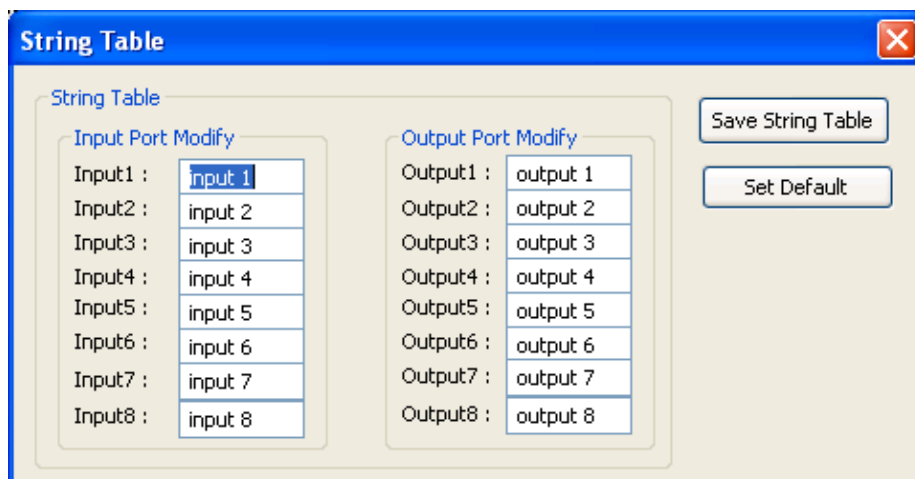 String Table
String Table
Input Port Modify
Input1 : input 1
Input2 : input 2
Input3 : input 3
Input4 : input 4
Input5 : input 5
Input6 : input 6
Input7 : input 7
Input8 : input 8
Output Port Modify
Output1 : output 1
Output2 : output 2
Output3 : output 3
Output4 : output 4
Output5 : output 5
Output6 : output 6
Output7 : output 7
Output8 : output 8
Save String Table
Set Default